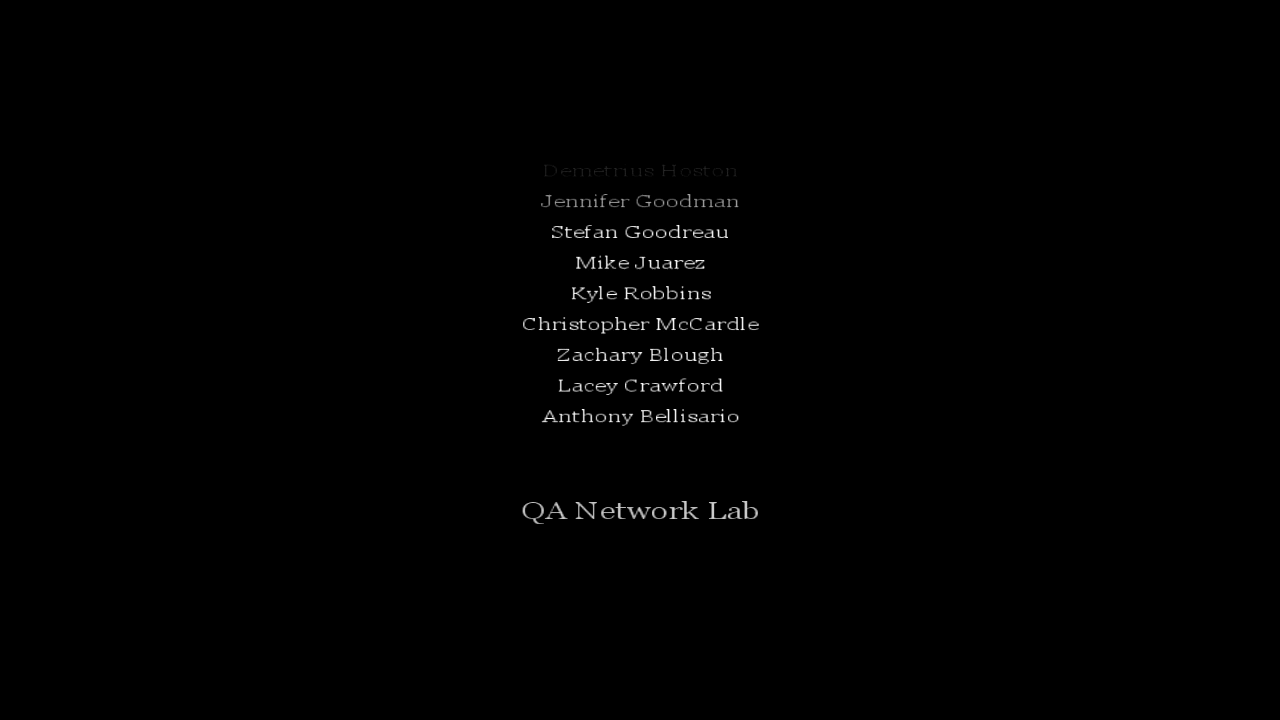 Demetrius Hoston
Jennifer Goodman
Stefan Goodreau
Mike Juarez
Kyle Robbins
Christopher McCardle
Zachary Blough
Lacey Crawford
Anthony Bellisario
QA Network Lab